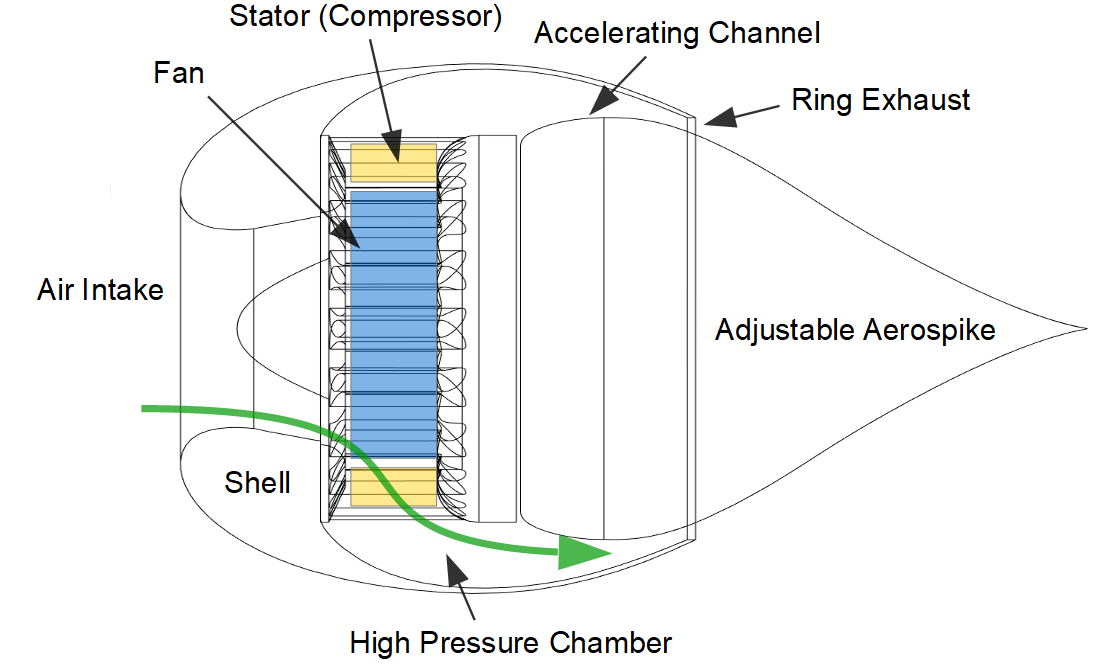 Stator (Compressor)
Accelerating Channel
Fan
Ring Exhaust
Air Intake
Adjustable Aerospike
Shell
High Pressure Chamber